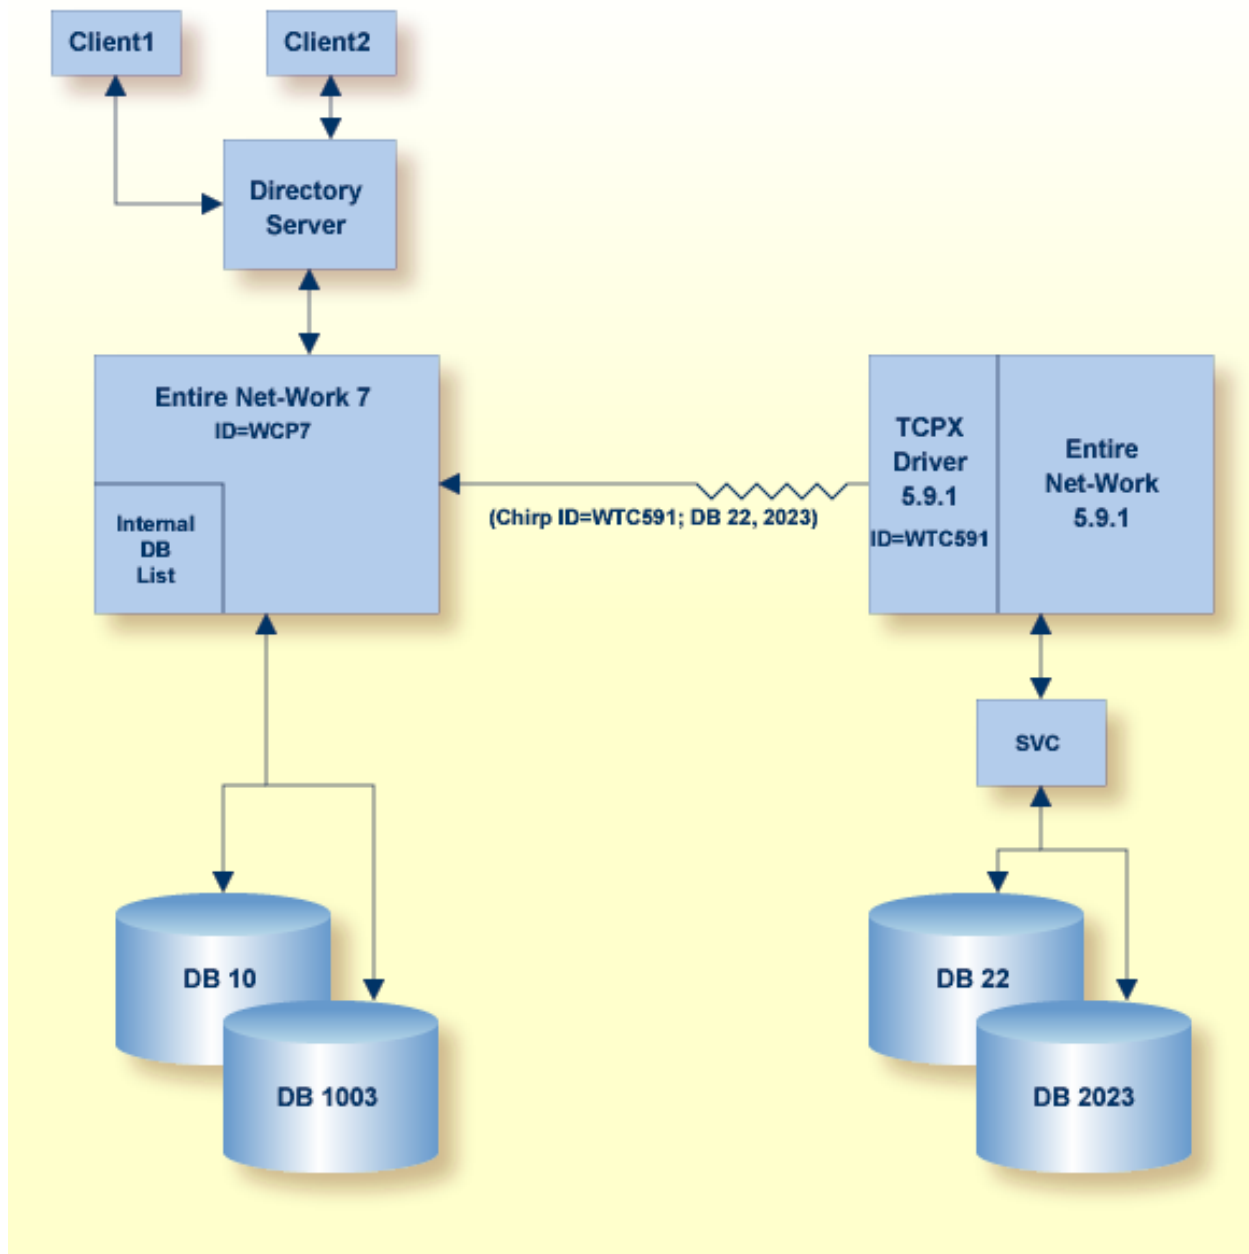 Client1
Client2
Directory
Server
Entire Net-Work 7
ID=WCP7
Internal
DB
List
(Chirp ID=WTC591; DB 22, 2023)
TCPX
Driver
5.9.1
ID=WTC591
Entire
Net-Work
5.9.1
SVC
DB 10
DB 1003
DB 22
DB 2023